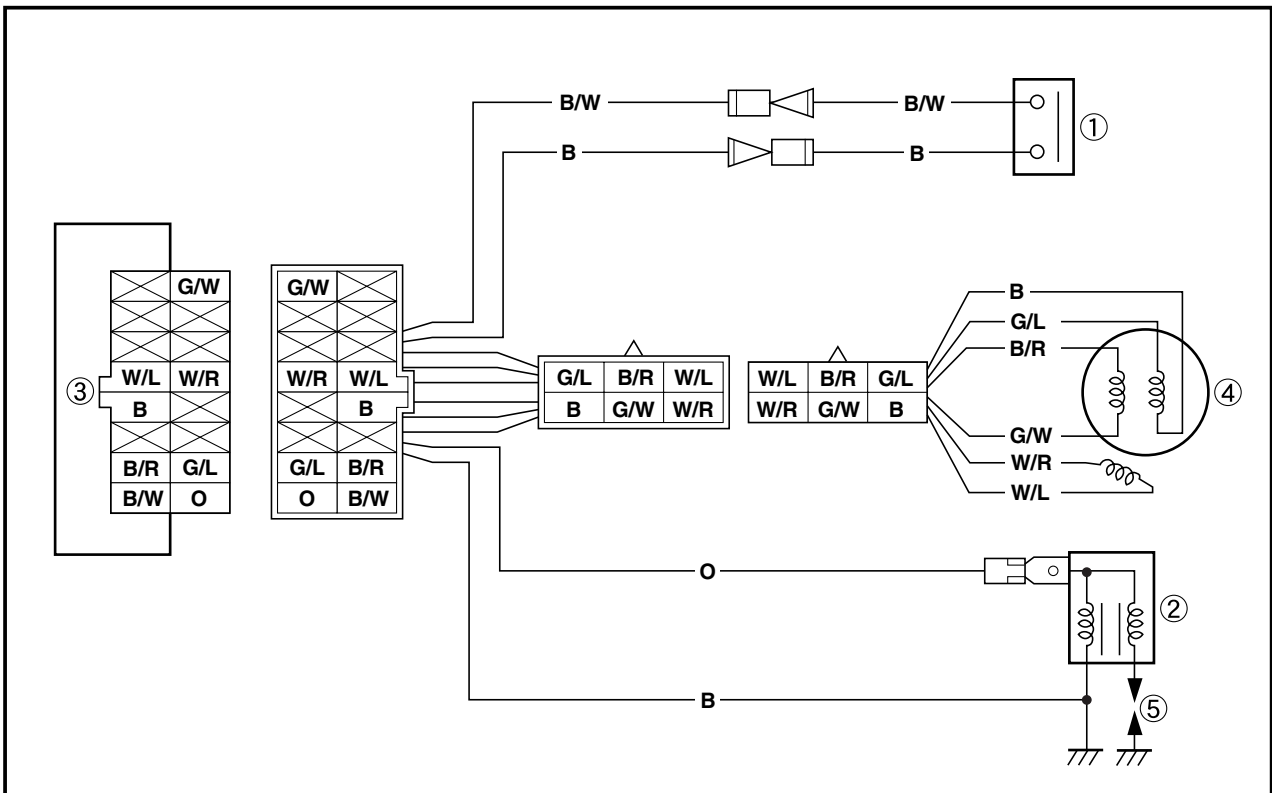 B/W B/W
①
B B
G/W G/W
B
G/L
B/R
W/L W/R W/R W/L G/L B/R W/L W/L B/R G/L
③ ④
B B B G/W W/R W/R G/W B
G/W
B/R G/L G/L B/R W/R
B/W O O B/W W/L
O
②
B
⑤